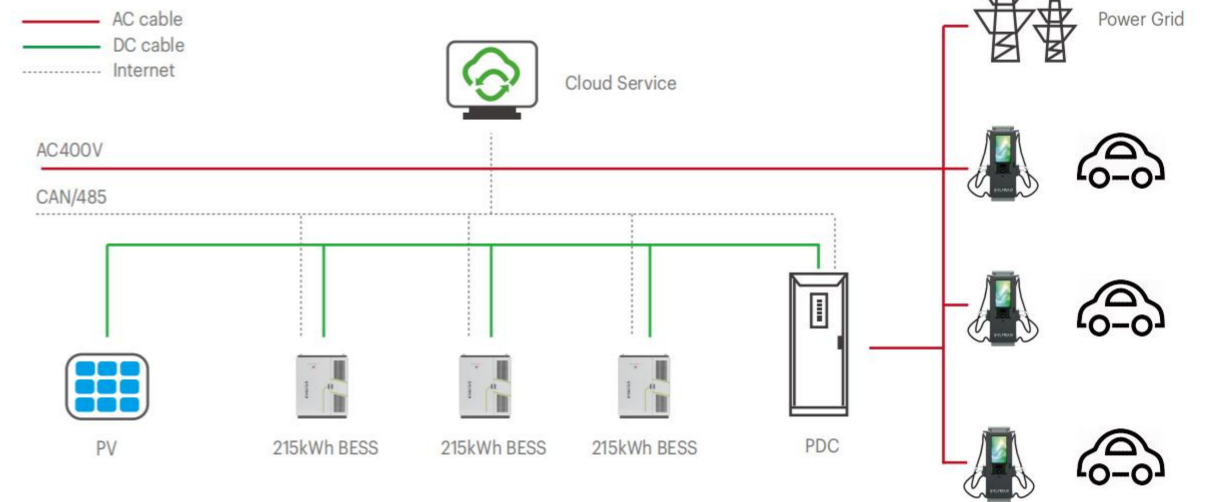 AC cable
DC cable
Internet
Power Grid
Cloud Service
AC400V
CAN/485
PV
215kWh BESS
215kWh BESS
215kWh BESS
PDC